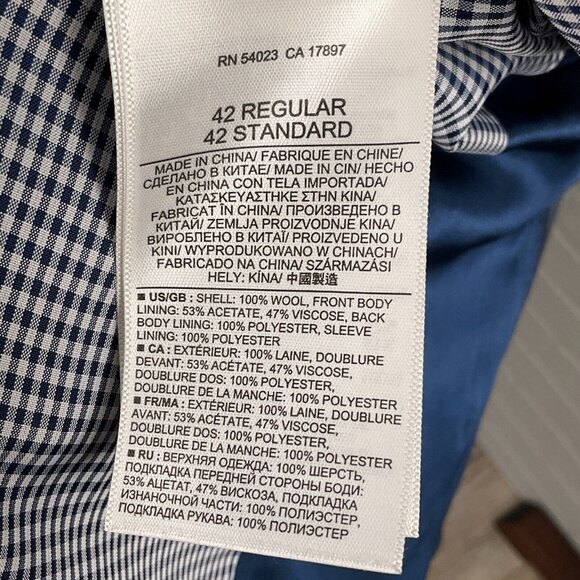 RN 54023 CA 17897
42 REGULAR
42 STANDARD
MADE IN CHINA/ FABRIQUE EN CHINE/
СДЕЛАНО В КИТАЕ/ MADE IN CIN/ HECHO
EN CHINA CON TELA IMPORTADA/
ΚΑΤΑΣΚΕΥΑΣΤΗΚΕ ΣΤΗΝ ΚΙΝΑ/
FABRICAT ÎN CHINA/ ПРОИЗВЕДЕНО В
КИТАЙ/ ZEMLJA PROIZVODNJE KINA/
ВИРОБЛЕНО В КИТАЇ/ PROIZVEDENO U
KINI/ WYPRODUKOWANO W CHINACH/
FABRICADO NA CHINA/ SZÁRMAZÁSI
HELY: KÍNA/ 中國製造
■ US/GB : SHELL: 100% WOOL, FRONT BODY
LINING: 53% ACETATE, 47% VISCOSE, BACK
BODY LINING: 100% POLYESTER, SLEEVE
LINING: 100% POLYESTER
■ CA : EXTÉRIEUR: 100% LAINE, DOUBLURE
DEVANT: 53% ACÉTATE, 47% VISCOSE,
DOUBLURE DOS: 100% POLYESTER,
DOUBLURE DE LA MANCHE: 100% POLYESTER
■ FR/MA : EXTÉRIEUR: 100% LAINE, DOUBLURE
AVANT: 53% ACÉTATE, 47% VISCOSE,
DOUBLURE DOS: 100% POLYESTER,
DOUBLURE DE LA MANCHE: 100% POLYESTER
■ RU : ВЕРХНЯЯ ОДЕЖДА: 100% ШЕРСТЬ,
ПОДКЛАДКА ПЕРЕДНЕЙ СТОРОНЫ БОДИ:
53% АЦИЕТАТ, 47% ВИСКОЗА, ПОДКЛАДКА
ИЗНАНОЧНОЙ ЧАСТИ: 100% ПОЛИЭСТЕР,
ПОДКЛАДКА РУКАВА: 100% ПОЛИЭСТЕР